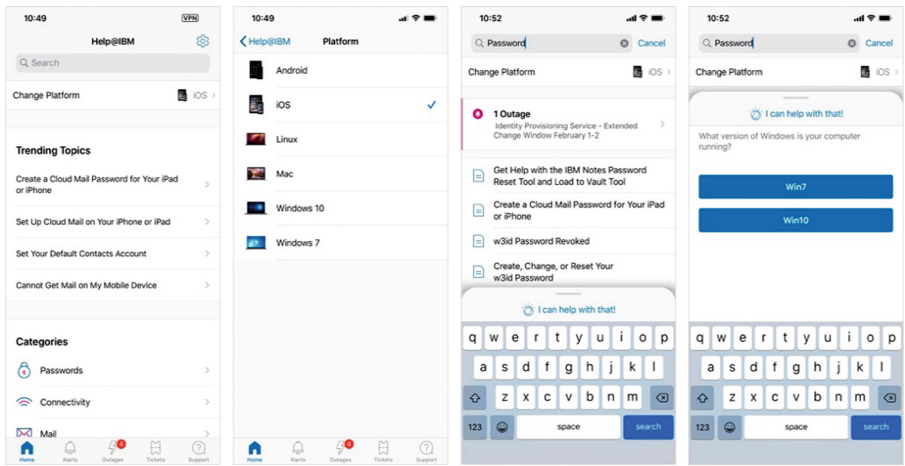 10:49
VPN
Help@IBM
Search
Change Platform
iOS
Trending Topics
Create a Cloud Mail Password for Your iPad
or iPhone
Set Up Cloud Mail on Your iPhone or iPad
Set Your Default Contacts Account
Cannot Get Mail on My Mobile Device
Categories
Passwords
Connectivity
Mail
4
Home
Alerts
Outages
Tickets
Support
10:49
Help@IBM
Platform
Android
iOS
Linux
Mac
Windows 10
Windows 7
4
Home
Alerts
Outages
Tickets
Support
10:52
Password
Cancel
Change Platform
iOS
1 Outage
Identity Provisioning Service - Extended
Change Window February 1-2
Get Help with the IBM Notes Password
Reset Tool and Load to Vault Tool
Create a Cloud Mail Password for Your iPad
or iPhone
w3id Password Revoked
Create, Change, or Reset Your
w3id Password
I can help with that!
q w e r t y u i o p
a s d f g h j k l
z x c v b n m
123
space
search
10:52
Password
Cancel
Change Platform
iOS
I can help with that!
What version of Windows is your computer
running?
Win7
Win10
q w e r t y u i o p
a s d f g h j k l
z x c v b n m
123
space
search